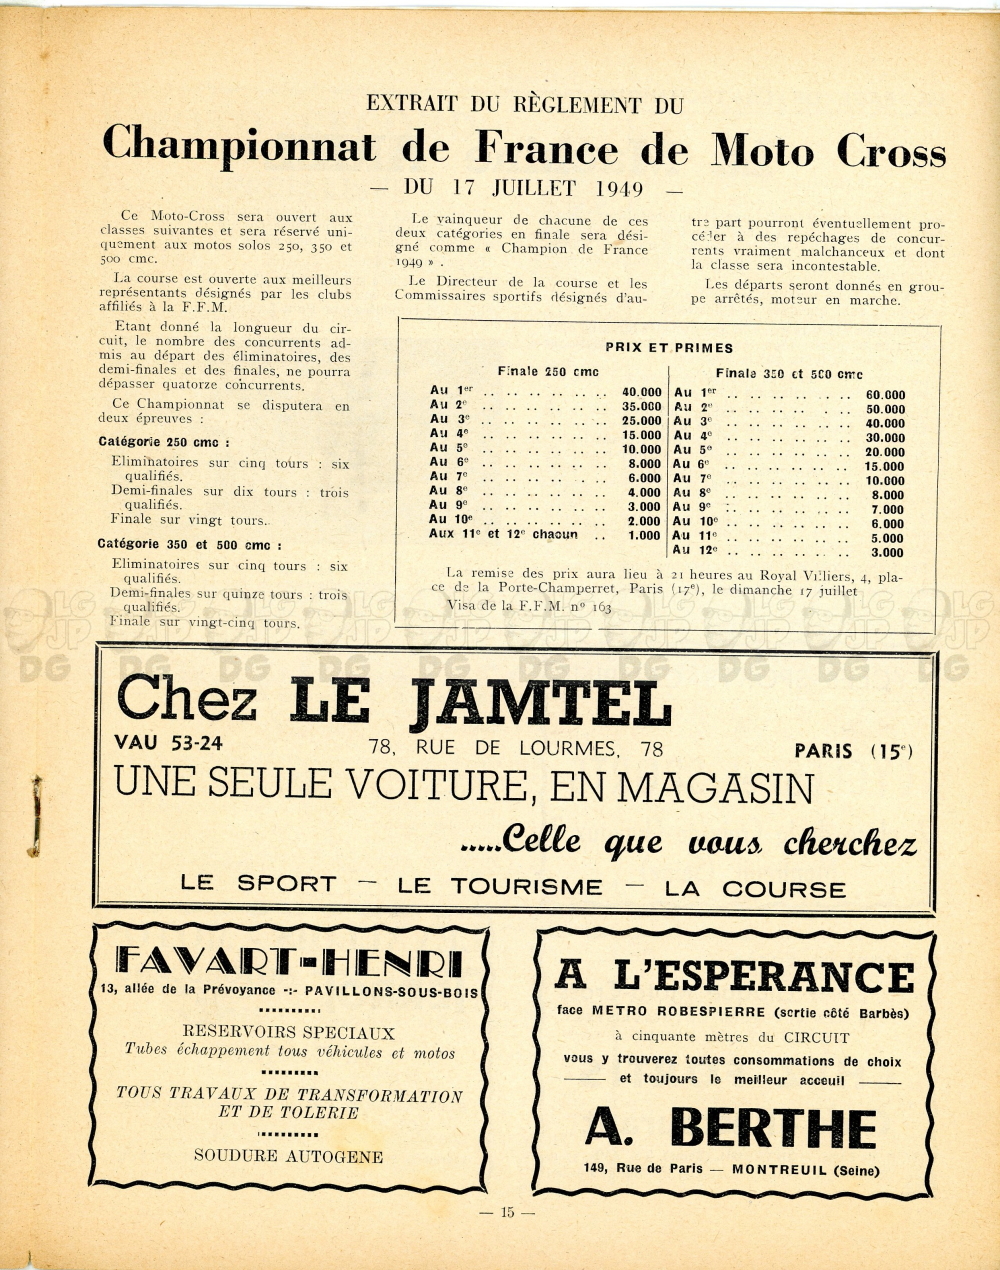 EXTRAIT DU RÈGLEMENT DU
Championnat de France de Moto Cross
— DU 17 JUILLET 1949 —
Ce Moto-Cross sera ouvert aux
classes suivantes et sera réservé uni-
quement aux motos solos 250, 350 et
500 cmc.
La course est ouverte aux meilleurs
représentants désignés par les clubs
affiliés à la F.F.M.
Etant donné la longueur du cir-
cuit, le nombre des concurrents ad-
mis au départ des éliminatoires, des
demi-finales et des finales, ne pourra
dépasser quatorze concurrents.
Ce Championnat se disputera en
deux épreuves :
Catégorie 250 cmc :
Eliminatoires sur cinq tours : six
qualifiés.
Demi-finales sur dix tours : trois
qualifiés.
Finale sur vingt tours.
Catégorie 350 et 500 cmc :
Eliminatoires sur cinq tours : six
qualifiés.
Demi-finales sur quinze tours : trois
qualifiés.
Finale sur vingt-cinq tours.
Le vainqueur de chacune de ces
deux catégories en finale sera dési-
gné comme « Champion de France
1949 » .
Le Directeur de la course et les
Commissaires sportifs désignés d'au-
tre part pourront éventuellement pro-
céder à des repéchages de concur-
rents vraiment malchanceux et dont
la classe sera incontestable.
Les départs seront donnés en grou-
pe arrêtés, moteur en marche.
PRIX ET PRIMES
Finale 250 cmc
Au 1er .. .. .. .. .. .. .. 40.000
Au 2e .. .. .. .. .. .. .. 35.000
Au 3e .. .. .. .. .. .. .. 25.000
Au 4e .. .. .. .. .. .. .. 15.000
Au 5e .. .. .. .. .. .. .. 10.000
Au 6e .. .. .. .. .. .. .. 8.000
Au 7e .. .. .. .. .. .. .. 6.000
Au 8e .. .. .. .. .. .. .. 4.000
Au 9e .. .. .. .. .. .. .. 3.000
Au 10e .. .. .. .. .. .. .. 2.000
Aux 11e et 12e chacun .. 1.000
Finale 350 et 500 cmc
Au 1er .. .. .. .. .. .. .. 60.000
Au 2e .. .. .. .. .. .. .. 50.000
Au 3e .. .. .. .. .. .. .. 40.000
Au 4e .. .. .. .. .. .. .. 30.000
Au 5e .. .. .. .. .. .. .. 20.000
Au 6e .. .. .. .. .. .. .. 15.000
Au 7e .. .. .. .. .. .. .. 10.000
Au 8e .. .. .. .. .. .. .. 8.000
Au 9e .. .. .. .. .. .. .. 7.000
Au 10e .. .. .. .. .. .. .. 6.000
Au 11e .. .. .. .. .. .. .. 5.000
Au 12e .. .. .. .. .. .. .. 3.000
La remise des prix aura lieu à 21 heures au Royal Villiers, 4, pla-
ce de la Porte-Champerret, Paris (17e), le dimanche 17 juillet
Visa de la F.F.M. nº 163
Chez LE JAMTEL
VAU 53-24 78, RUE DE LOURMES, 78 PARIS (15e)
UNE SEULE VOITURE, EN MAGASIN
.....Celle que vous cherchez
LE SPORT — LE TOURISME — LA COURSE
FAVART-HENRI
13, allée de la Prévoyance -:- PAVILLONS-SOUS-BOIS
RESERVOIRS SPECIAUX
Tubes échappement tous véhicules et motos
TOUS TRAVAUX DE TRANSFORMATION
ET DE TOLERIE
SOUDURE AUTOGENE
A L'ESPERANCE
face METRO ROBESPIERRE (sortie côté Barbès)
à cinquante mètres du CIRCUIT
vous y trouverez toutes consommations de choix
et toujours le meilleur acceuil
A. BERTHE
149, Rue de Paris — MONTREUIL (Seine)
— 15 —